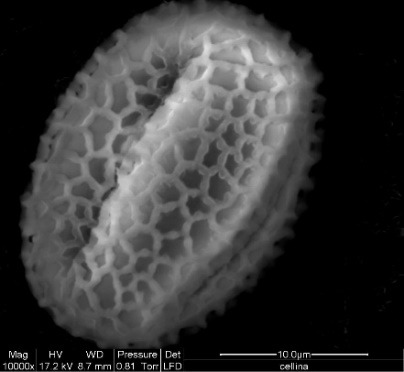 Mag HV WD Pressure Det 10.0µm
10000x 17.2 kV 8.7 mm 0.81 Torr LFD cellina